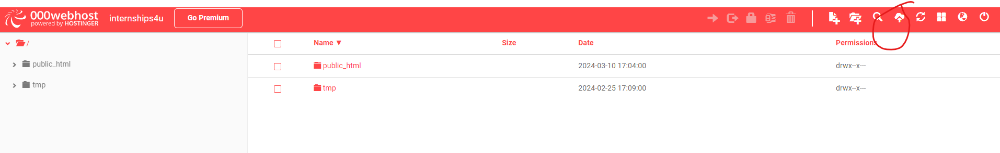 000webhost
powered by HOSTINGER
internships4u
Go Premium
/
public_html
tmp
Name ▼ Size Date Permissions
public_html 2024-03-10 17:04:00 drwx--x---
tmp 2024-02-25 17:09:00 drwx--x---